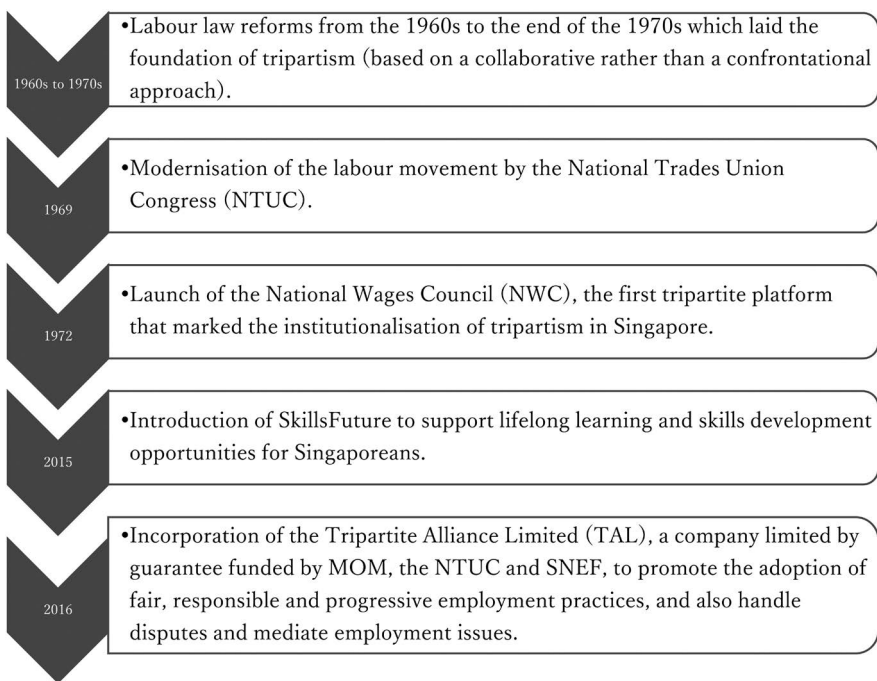 •Labour law reforms from the 1960s to the end of the 1970s which laid the
foundation of tripartism (based on a collaborative rather than a confrontational
approach).
1960s to 1970s
•Modernisation of the labour movement by the National Trades Union
Congress (NTUC).
1969
•Launch of the National Wages Council (NWC), the first tripartite platform
that marked the institutionalisation of tripartism in Singapore.
1972
•Introduction of SkillsFuture to support lifelong learning and skills development
opportunities for Singaporeans.
2015
•Incorporation of the Tripartite Alliance Limited (TAL), a company limited by
guarantee funded by MOM, the NTUC and SNEF, to promote the adoption of
fair, responsible and progressive employment practices, and also handle
disputes and mediate employment issues.
2016